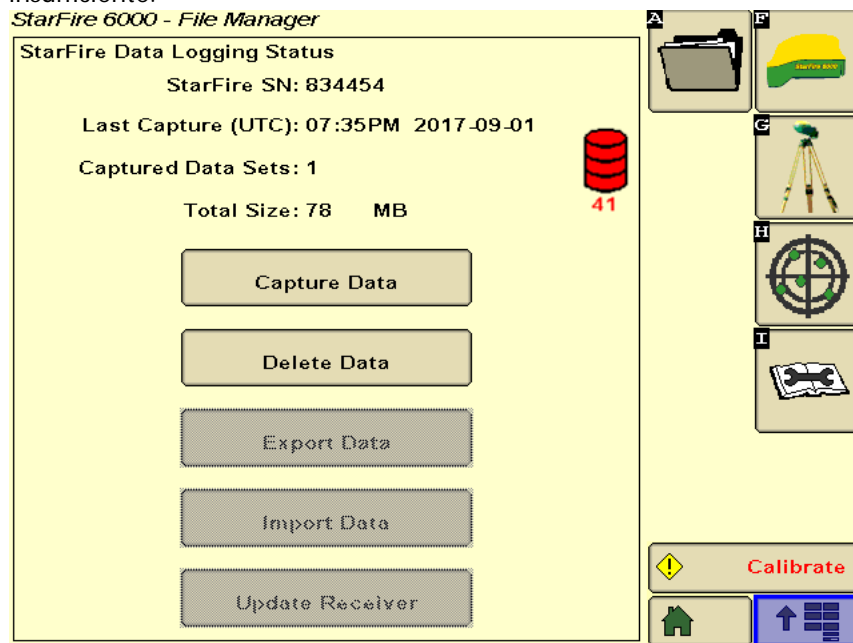 StarFire 6000 - File Manager
StarFire Data Logging Status
StarFire SN: 834454
Last Capture (UTC): 07:35PM 2017-09-01
Captured Data Sets: 1
Total Size: 78 MB
41
Capture Data
Delete Data
Export Data
Import Data
Update Receiver
A
F
STARFIRE 6000
G
H
I
Calibrate